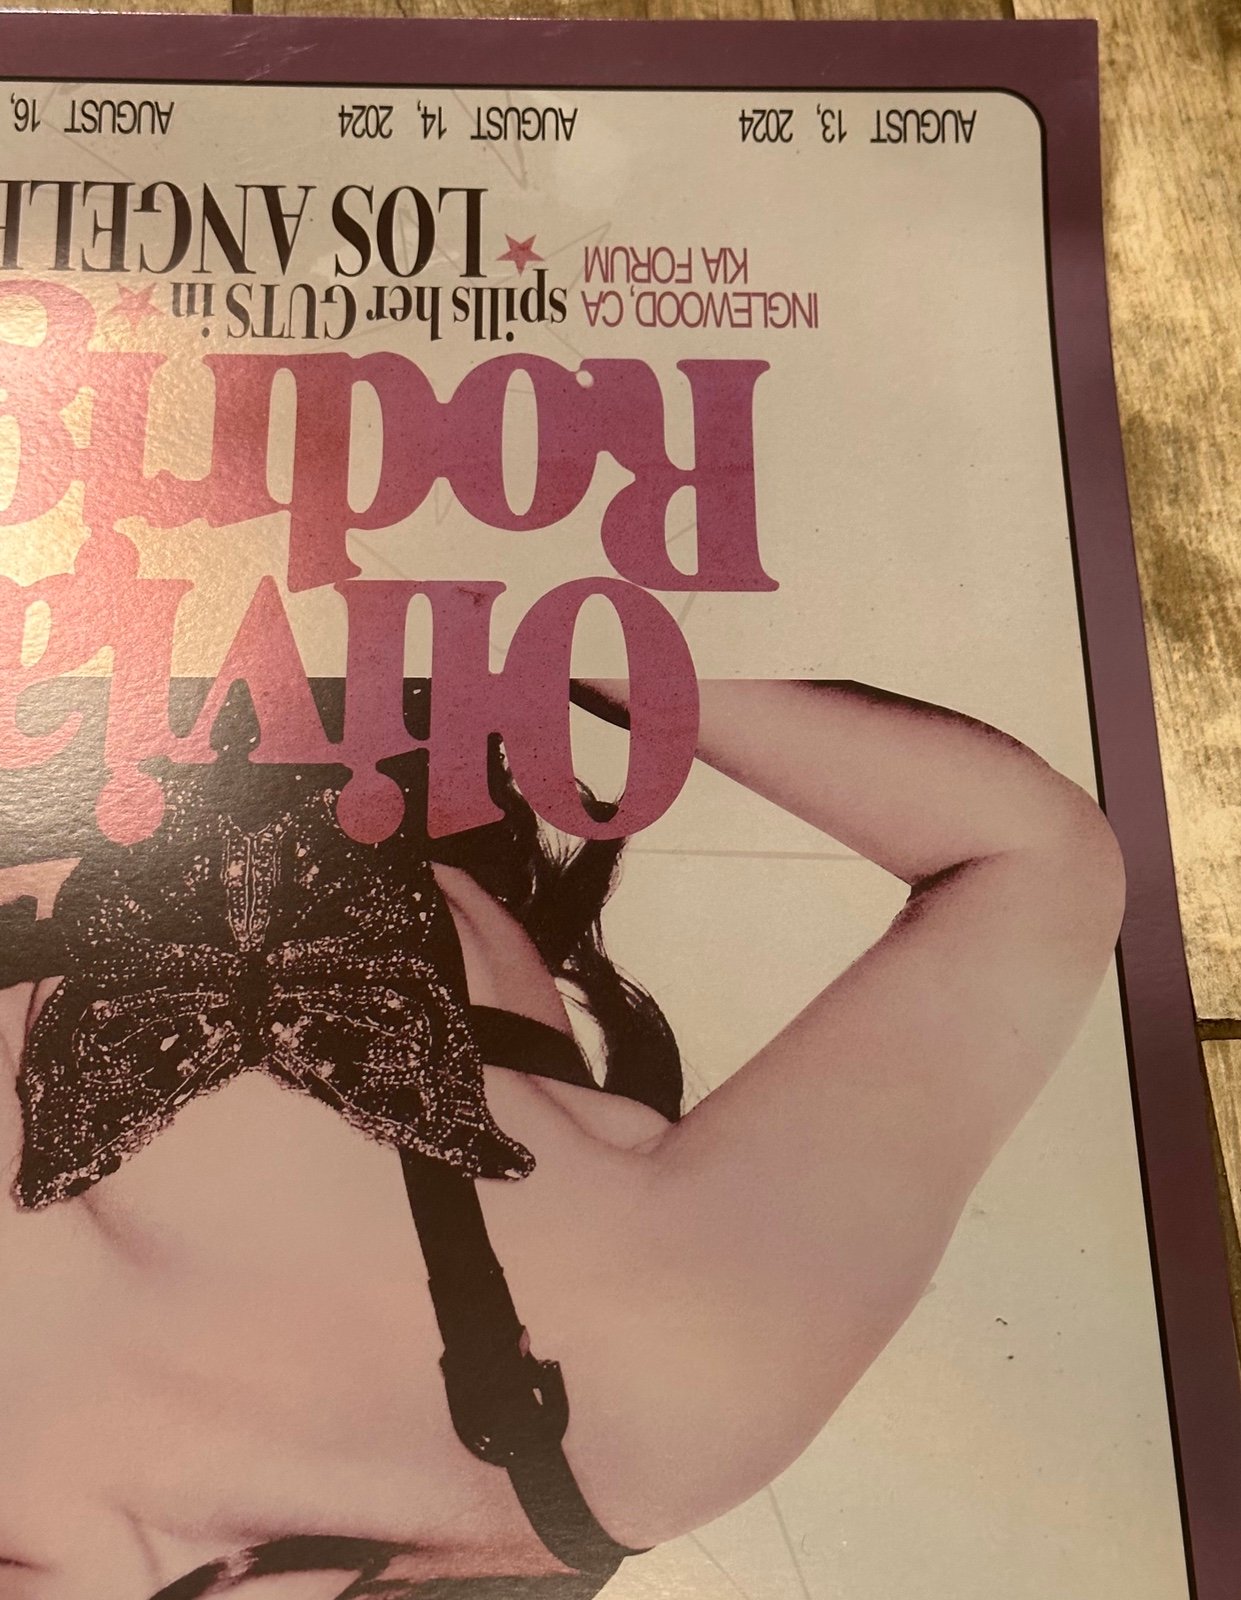 Olivia
Rodrig
INGLEWOOD, CA
KIA FORUM
spills her GUTS in
LOS ANGELE
AUGUST 13, 2024 AUGUST 14, 2024 AUGUST 16,